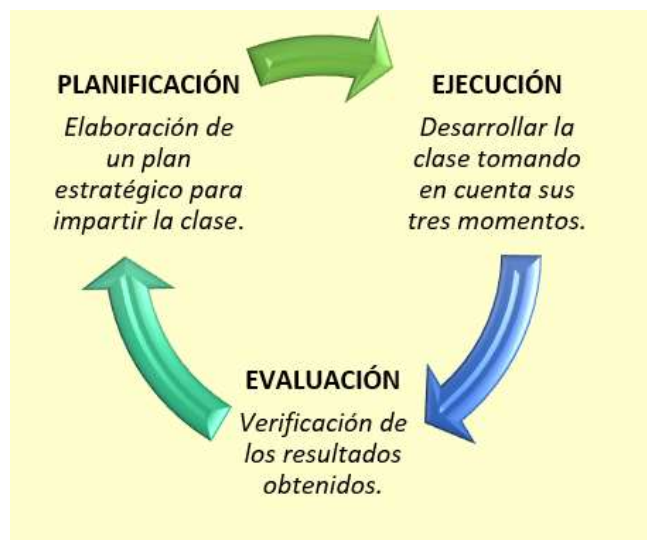 PLANIFICACIÓN
Elaboración de
un plan
estratégico para
impartir la clase.
EJECUCIÓN
Desarrollar la
clase tomando
en cuenta sus
tres momentos.
EVALUACIÓN
Verificación de
los resultados
obtenidos.